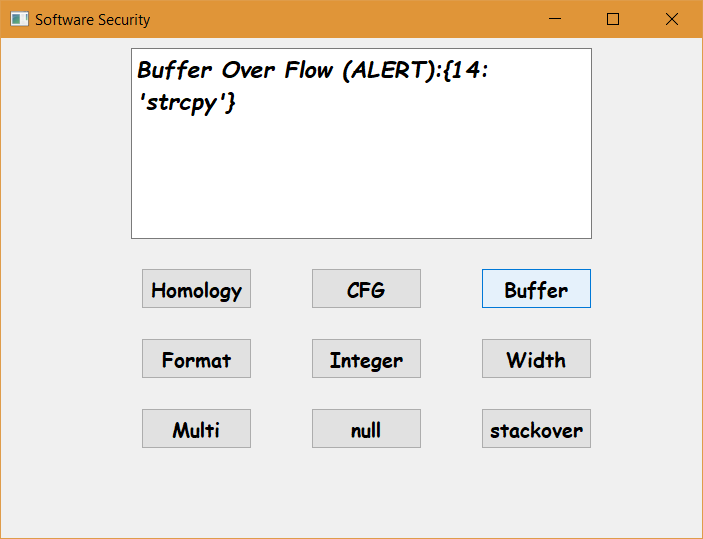 Software Security
Buffer Over Flow (ALERT):{14:
'strcpy'}
Homology CFG Buffer
Format Integer Width
Multi null stackover